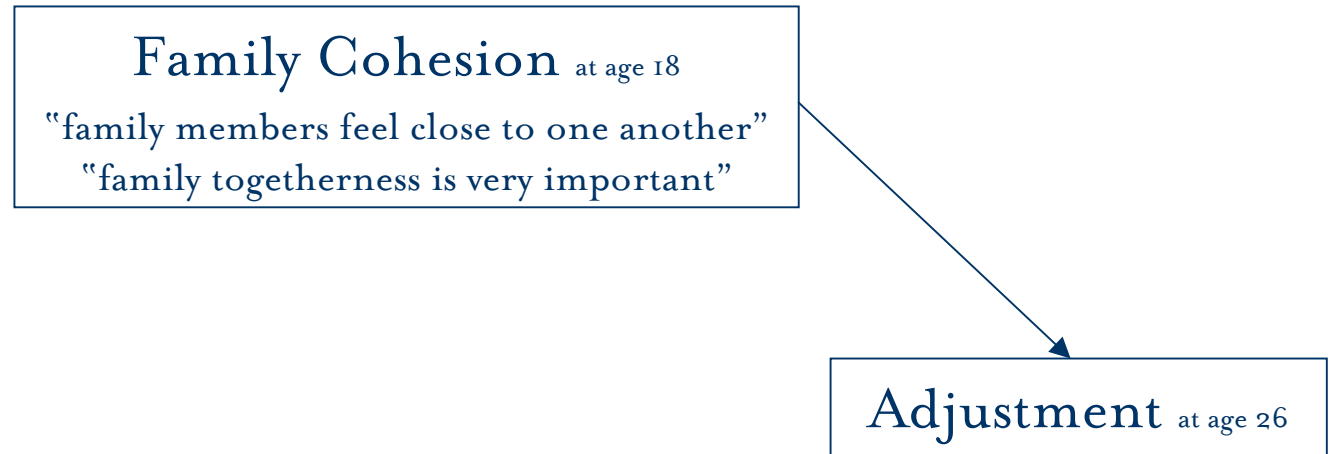 Family Cohesion at age 18
“family members feel close to one another”
“family togetherness is very important”
Adjustment at age 26